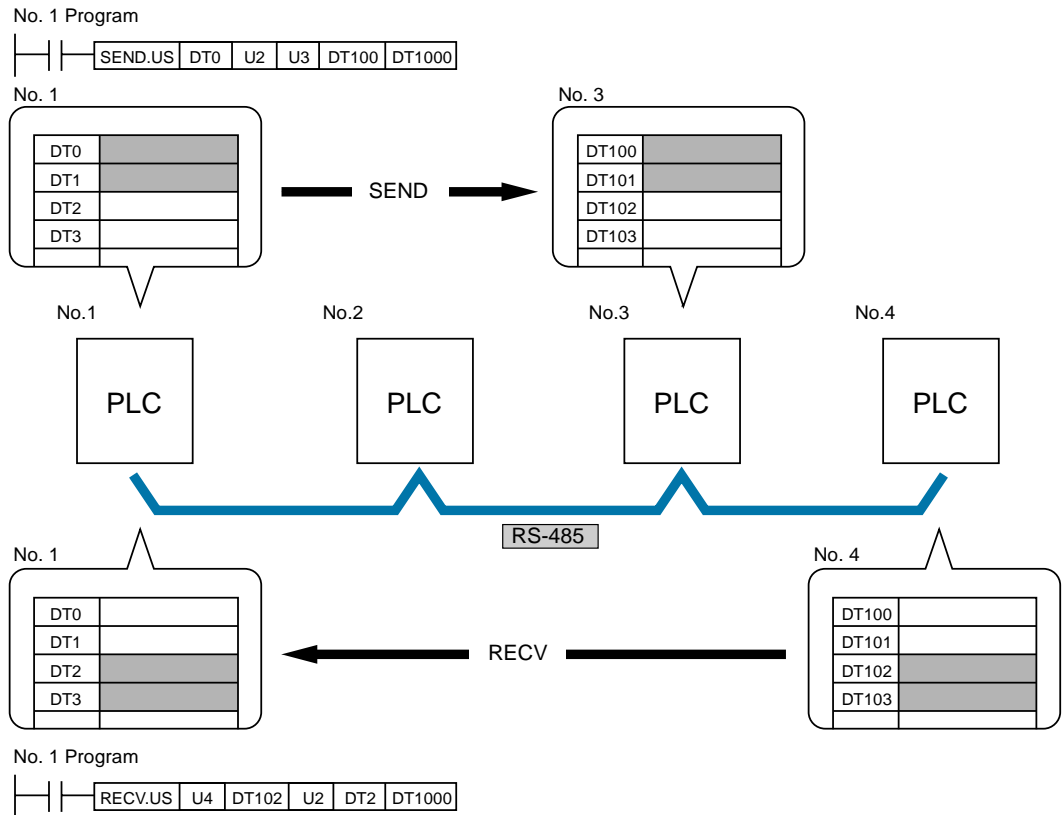 No. 1 Program
SEND.US DT0 U2 U3 DT100 DT1000
No. 1
No. 3
DT0
DT1
DT2
DT3
SEND
DT100
DT101
DT102
DT103
No.1
No.2
No.3
No.4
PLC
PLC
PLC
PLC
RS-485
No. 1
No. 4
DT0
DT1
DT2
DT3
RECV
DT100
DT101
DT102
DT103
No. 1 Program
RECV.US U4 DT102 U2 DT2 DT1000